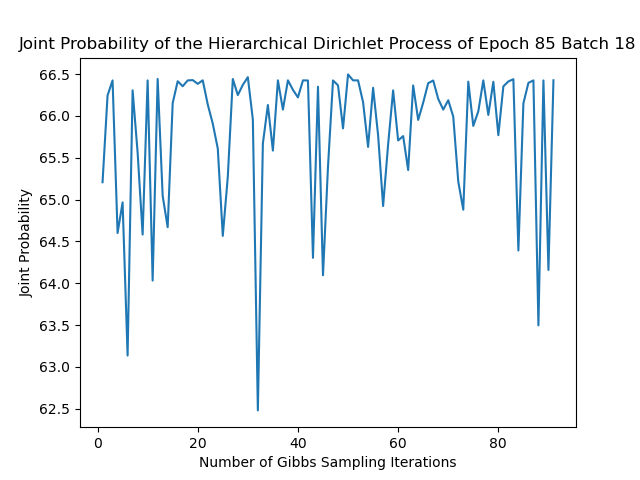 Joint Probability of the Hierarchical Dirichlet Process of Epoch 85 Batch 18
66.5
66.0
65.5
65.0
64.5
64.0
63.5
63.0
62.5
Joint Probability
0 20 40 60 80
Number of Gibbs Sampling Iterations